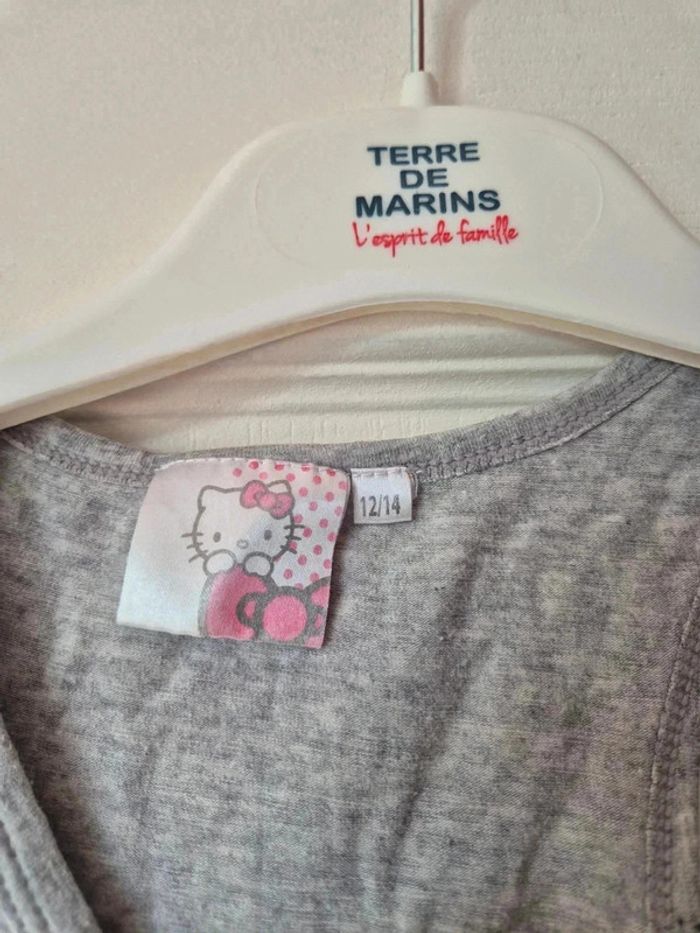 TERRE
DE
MARINS
L'esprit de famille
12/14